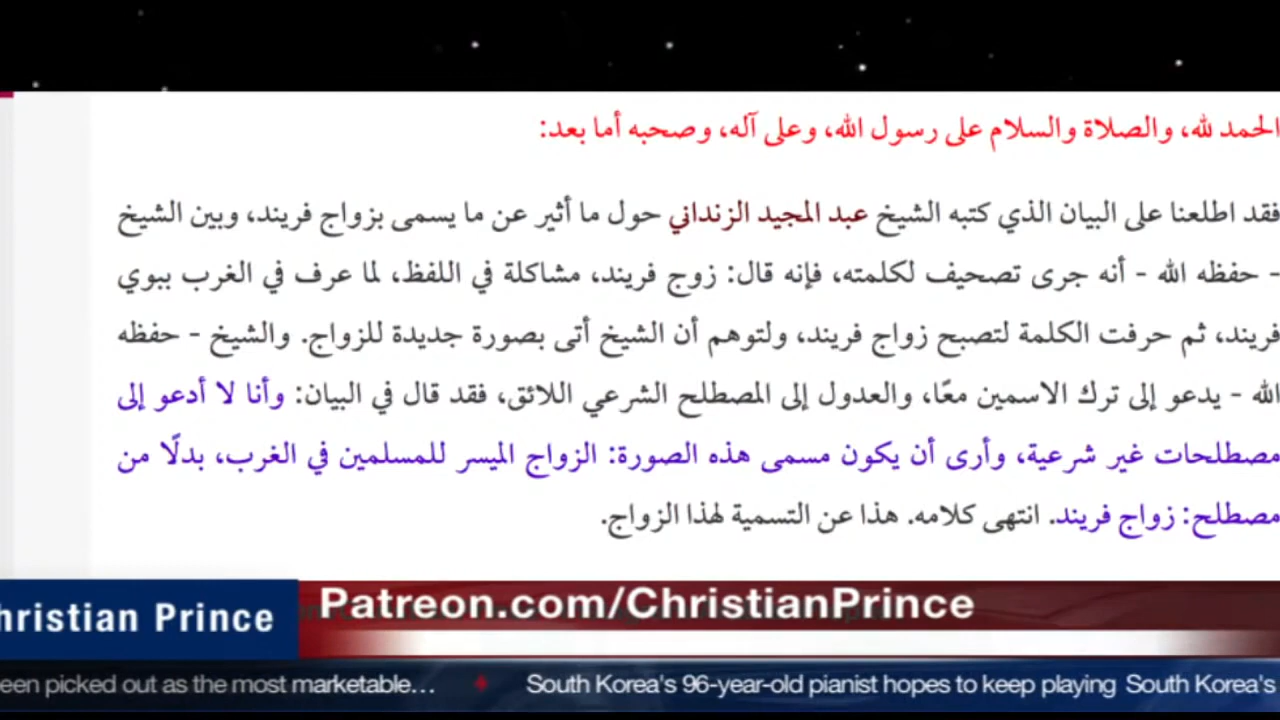 الحمد لله، والصلاة والسلام على رسول الله، وعلى آله، وصحبه أما بعد:
فقد اطلعنا على البيان الذي كتبه الشيخ عبد المجيد الزنداني حول ما أثير عن ما يسمى بزواج فريند، وبين الشيخ
- حفظه الله - أنه جرى تصحيف لكلمته، فإنه قال: زوج فريند، مشاكلة في اللفظ، لما عرف في الغرب ببوي
فريند، ثم حرفت الكلمة لتصبح زواج فريند، ولتوهم أن الشيخ أتى بصورة جديدة للزواج. والشيخ - حفظه
الله - يدعو إلى ترك الاسمين معًا، والعدول إلى المصطلح الشرعي اللائق، فقد قال في البيان: وأنا لا أدعو إلى
مصطلحات غير شرعية، وأرى أن يكون مسمى هذه الصورة: الزواج الميسر للمسلمين في الغرب، بدلًا من
مصطلح: زواج فريند. انتهى كلامه. هذا عن التسمية لهذا الزواج.
hristian Prince
Patreon.com/ChristianPrince
een picked out as the most marketable... South Korea's 96-year-old pianist hopes to keep playing South Korea's